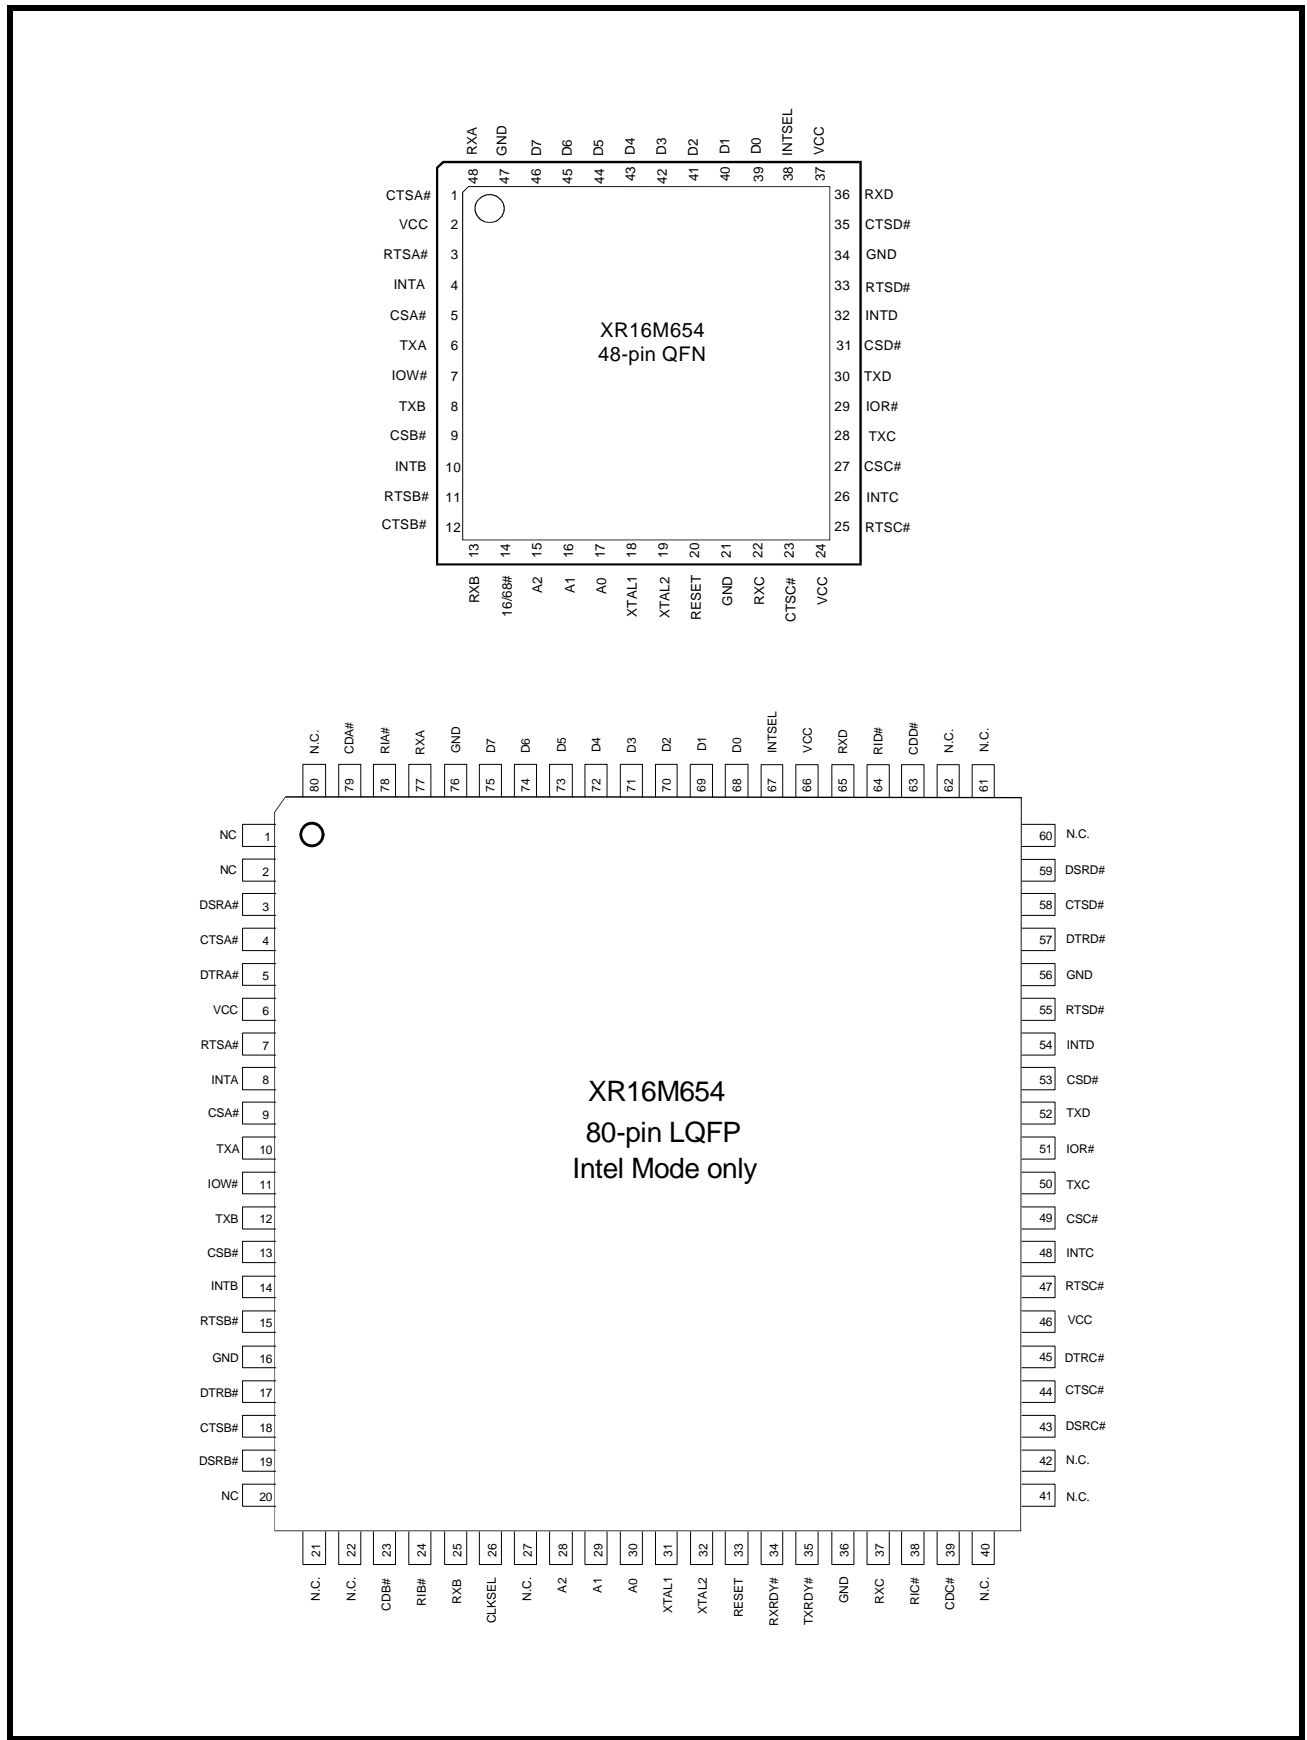 RXA GND D7 D6 D5 D4 D3 D2 D1 D0 INTSEL VCC
48 47 46 45 44 43 42 41 40 39 38 37
CTSA# 1 36 RXD
VCC 2 35 CTSD#
RTSA# 3 34 GND
INTA 4 33 RTSD#
CSA# 5 32 INTD
TXA 6 31 CSD#
IOW# 7 30 TXD
TXB 8 29 IOR#
CSB# 9 28 TXC
INTB 10 27 CSC#
RTSB# 11 26 INTC
CTSB# 12 25 RTSC#
XR16M654
48-pin QFN
13 14 15 16 17 18 19 20 21 22 23 24
RXB 16/68# A2 A1 A0 XTAL1 XTAL2 RESET GND RXC CTSC# VCC
N.C. CDA# RIA# RXA GND D7 D6 D5 D4 D3 D2 D1 D0 INTSEL VCC RXD RID# CDD# N.C. N.C.
80 79 78 77 76 75 74 73 72 71 70 69 68 67 66 65 64 63 62 61
NC 1 60 N.C.
NC 2 59 DSRD#
DSRA# 3 58 CTSD#
CTSA# 4 57 DTRD#
DTRA# 5 56 GND
VCC 6 55 RTSD#
RTSA# 7 54 INTD
INTA 8 53 CSD#
CSA# 9 52 TXD
TXA 10 51 IOR#
IOW# 11 50 TXC
TXB 12 49 CSC#
CSB# 13 48 INTC
INTB 14 47 RTSC#
RTSB# 15 46 VCC
GND 16 45 DTRC#
DTRB# 17 44 CTSC#
CTSB# 18 43 DSRC#
DSRB# 19 42 N.C.
NC 20 41 N.C.
XR16M654
80-pin LQFP
Intel Mode only
21 22 23 24 25 26 27 28 29 30 31 32 33 34 35 36 37 38 39 40
N.C. N.C. CDB# RIB# RXB CLKSEL N.C. A2 A1 A0 XTAL1 XTAL2 RESET RXRDY# TXRDY# GND RXC RIC# CDC# N.C.